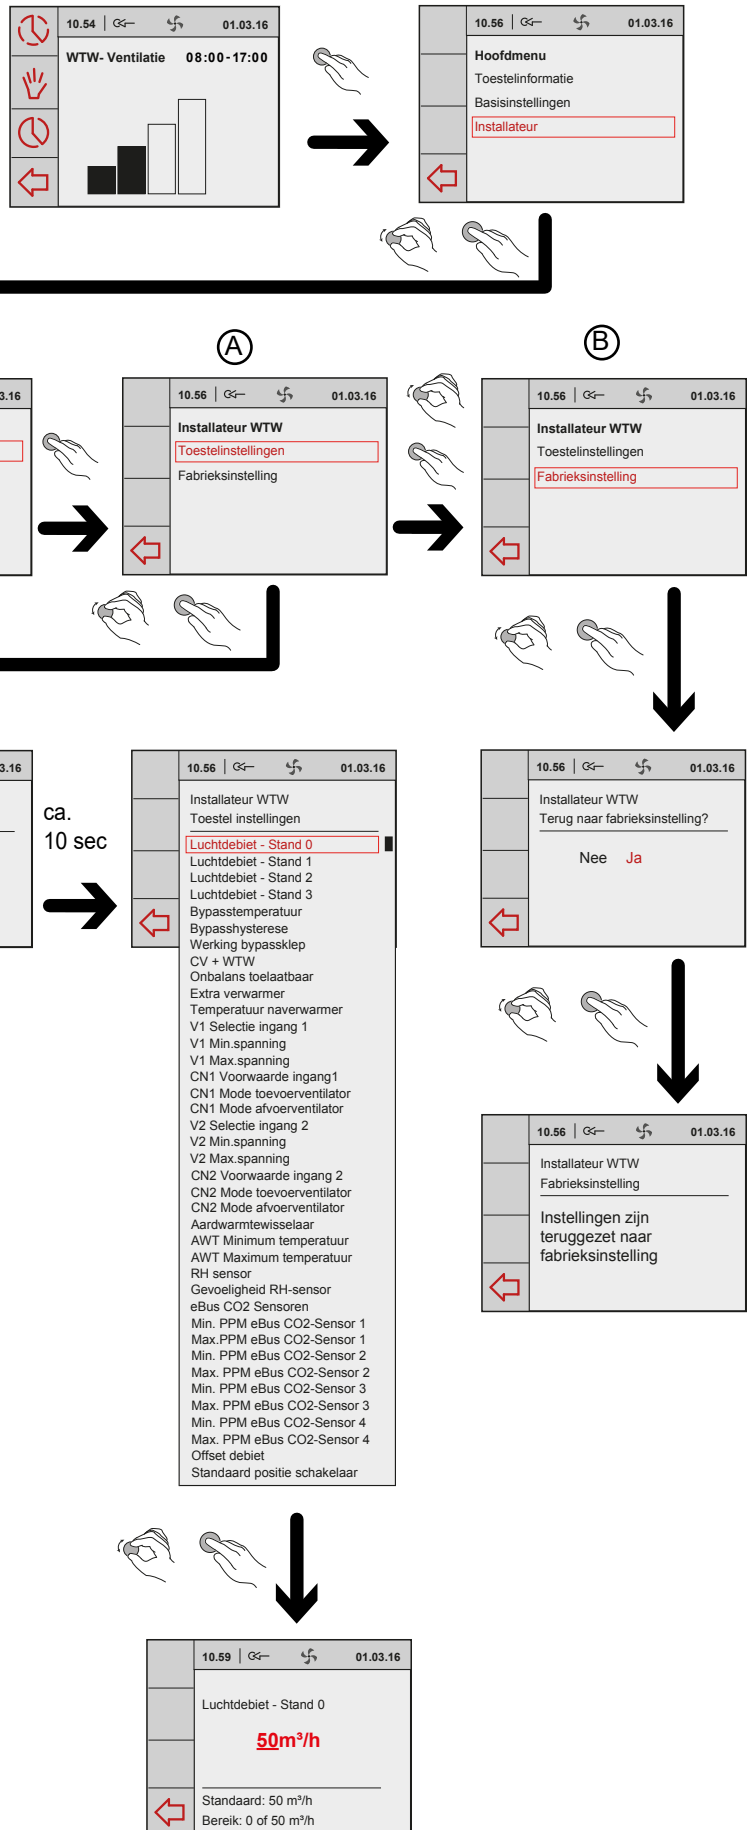 10.54 01.03.16
WTW- Ventilatie 08:00-17:00
10.56 01.03.16
Hoofdmenu
Toestelinformatie
Basisinstellingen
Installateur
A
B
3.16
10.56 01.03.16
Installateur WTW
Toestelinstellingen
Fabrieksinstelling
10.56 01.03.16
Installateur WTW
Toestelinstellingen
Fabrieksinstelling
3.16
ca.
10 sec
10.56 01.03.16
Installateur WTW
Toestel instellingen
Luchtdebiet - Stand 0
Luchtdebiet - Stand 1
Luchtdebiet - Stand 2
Luchtdebiet - Stand 3
Bypasstemperatuur
Bypasshysterese
Werking bypassklep
CV + WTW
Onbalans toelaatbaar
Extra verwarmer
Temperatuur naverwarmer
V1 Selectie ingang 1
V1 Min.spanning
V1 Max.spanning
CN1 Voorwaarde ingang1
CN1 Mode toevoerventilator
CN1 Mode afvoerventilator
V2 Selectie ingang 2
V2 Min.spanning
V2 Max.spanning
CN2 Voorwaarde ingang 2
CN2 Mode toevoerventilator
CN2 Mode afvoerventilator
Aardwarmtewisselaar
AWT Minimum temperatuur
AWT Maximum temperatuur
RH sensor
Gevoeligheid RH-sensor
eBus CO2 Sensoren
Min. PPM eBus CO2-Sensor 1
Max.PPM eBus CO2-Sensor 1
Min. PPM eBus CO2-Sensor 2
Max. PPM eBus CO2-Sensor 2
Min. PPM eBus CO2-Sensor 3
Max. PPM eBus CO2-Sensor 3
Min. PPM eBus CO2-Sensor 4
Max. PPM eBus CO2-Sensor 4
Offset debiet
Standaard positie schakelaar
10.56 01.03.16
Installateur WTW
Terug naar fabrieksinstelling?
Nee Ja
10.56 01.03.16
Installateur WTW
Fabrieksinstelling
Instellingen zijn
teruggezet naar
fabrieksinstelling
10.59 01.03.16
Luchtdebiet - Stand 0
50m³/h
Standaard: 50 m³/h
Bereik: 0 of 50 m³/h